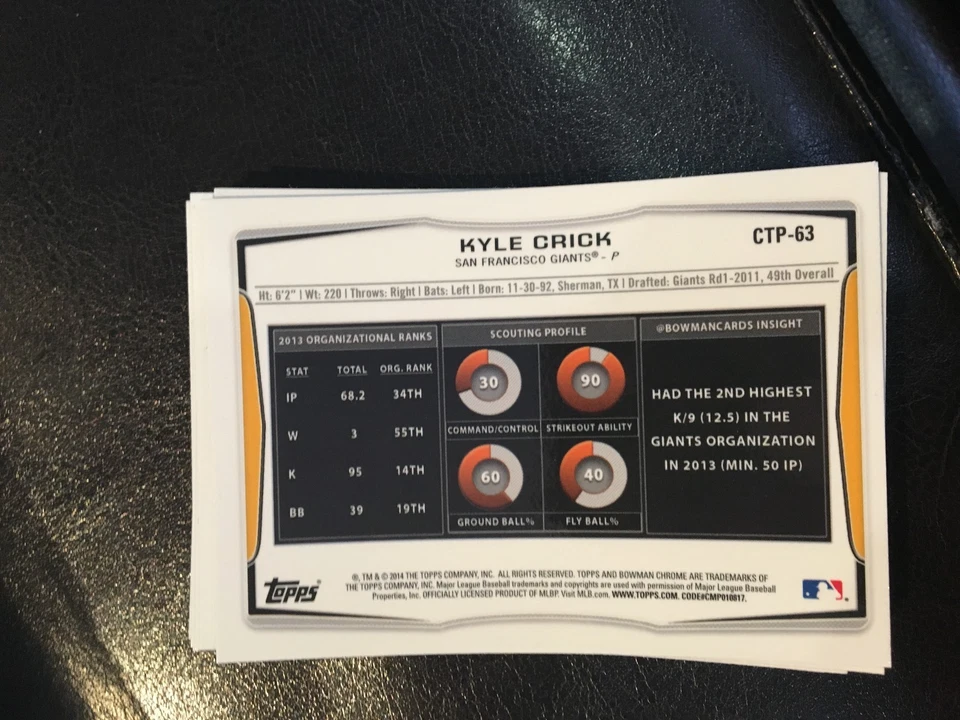 KYLE CRICK
CTP-63
SAN FRANCISCO GIANTS® - P
Ht: 6'2" | Wt: 220 | Throws: Right | Bats: Left | Born: 11-30-92, Sherman, TX | Drafted: Giants Rd1-2011, 49th Overall
2013 ORGANIZATIONAL RANKS
STAT TOTAL ORG. RANK
IP 68.2 34TH
W 3 55TH
K 95 14TH
BB 39 19TH
SCOUTING PROFILE
30 90
COMMAND/CONTROL STRIKEOUT ABILITY
60 40
GROUND BALL% FLY BALL%
@BOWMANCARDS INSIGHT
HAD THE 2ND HIGHEST
K/9 (12.5) IN THE
GIANTS ORGANIZATION
IN 2013 (MIN. 50 IP)
Topps®
®, TM & © 2014 THE TOPPS COMPANY, INC. ALL RIGHTS RESERVED. TOPPS AND BOWMAN CHROME ARE TRADEMARKS OF
THE TOPPS COMPANY, INC. Major League Baseball trademarks and copyrights are used with permission of Major League Baseball
Properties, Inc. OFFICIALLY LICENSED PRODUCT OF MLBP. Visit MLB.com. WWW.TOPPS.COM. CODE#CMP010817.